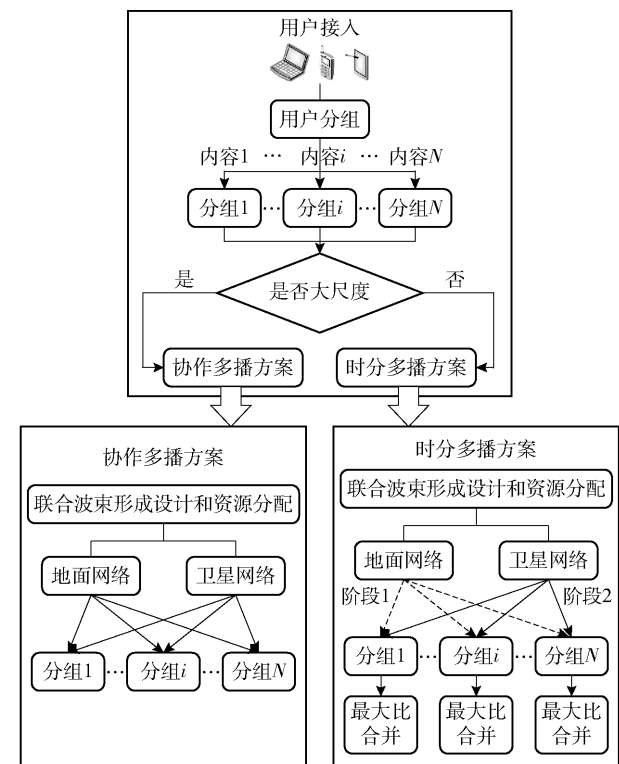 用户接入
用户分组
内容1 … 内容i … 内容N
分组1 … 分组i … 分组N
是
否
是否大尺度
协作多播方案
时分多播方案
协作多播方案
联合波束形成设计和资源分配
地面网络
卫星网络
分组1 … 分组i … 分组N
时分多播方案
联合波束形成设计和资源分配
地面网络
卫星网络
阶段1
阶段2
分组1 … 分组i … 分组N
最大比
合并
最大比
合并
最大比
合并